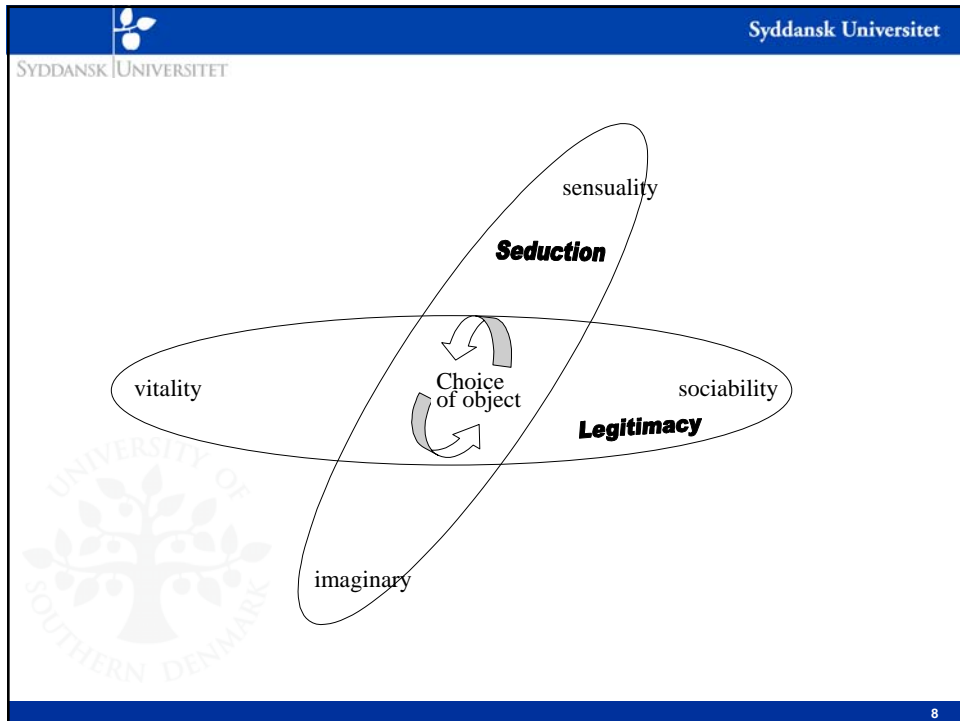 Syddansk Universitet
SYDDANSK UNIVERSITET
sensuality
Seduction
vitality
Choice
of object
sociability
Legitimacy
imaginary
UNIVERSITY OF
SOUTHERN DENMARK
8